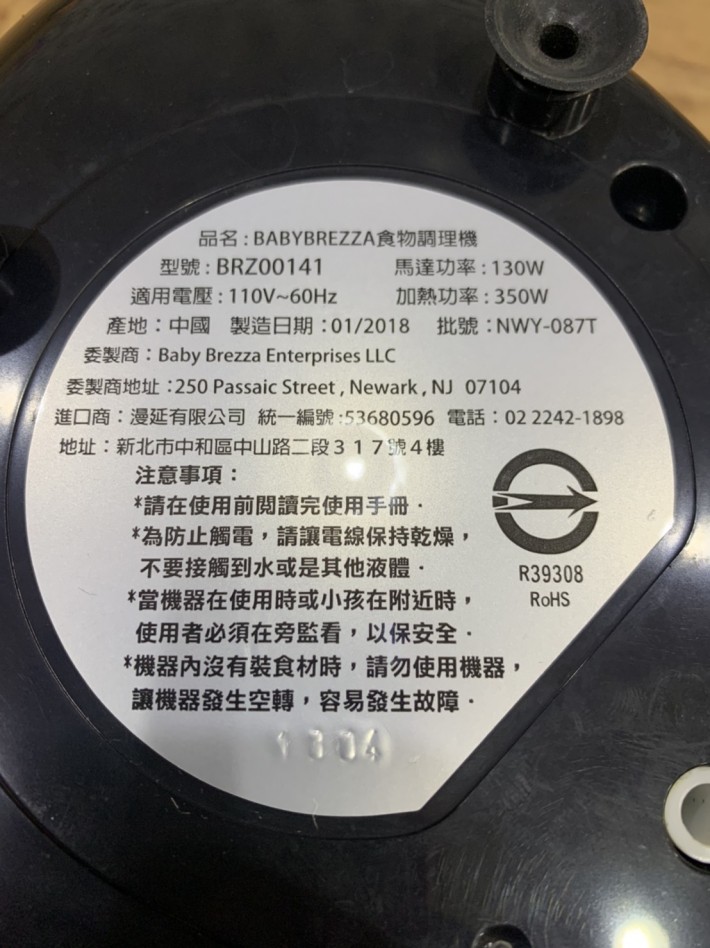 品名：BABYBREZZA食物調理機
型號：BRZ00141 馬達功率：130W
適用電壓：110V~60Hz 加熱功率：350W
產地：中國 製造日期：01/2018 批號：NWY-087T
委製商：Baby Brezza Enterprises LLC
委製商地址：250 Passaic Street , Newark , NJ 07104
進口商：漫延有限公司 統一編號：53680596 電話：02 2242-1898
地址：新北市中和區中山路二段３１７號４樓
注意事項：
*請在使用前閱讀完使用手冊．
*為防止觸電，請讓電線保持乾燥，
不要接觸到水或是其他液體．
*當機器在使用時或小孩在附近時，
使用者必須在旁監看，以保安全．
*機器內沒有裝食材時，請勿使用機器，
讓機器發生空轉，容易發生故障．
R39308
RoHS